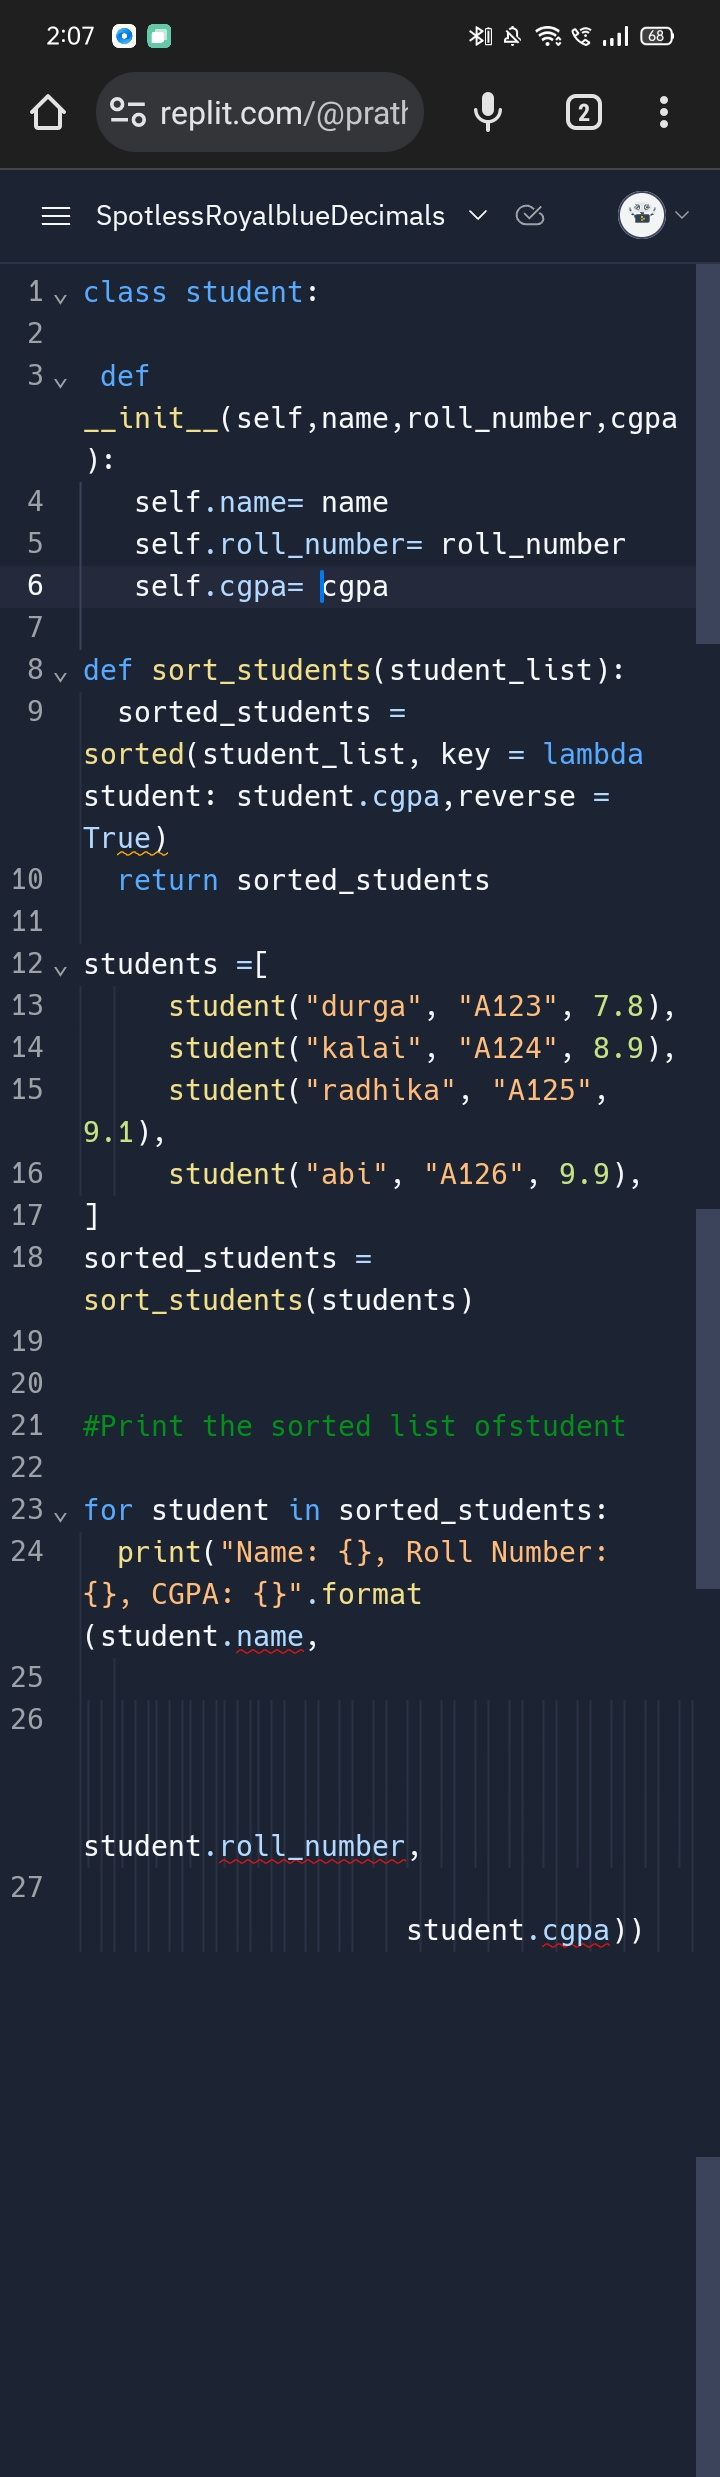 2:07
68
replit.com/@prath
2
SpotlessRoyalblueDecimals
1 class student:
2
3  def
__init__(self,name,roll_number,cgpa
):
4    self.name= name
5    self.roll_number= roll_number
6    self.cgpa= cgpa
7
8 def sort_students(student_list):
9   sorted_students =
sorted(student_list, key = lambda
student: student.cgpa,reverse =
True)
10   return sorted_students
11
12 students =[
13      student("durga", "A123", 7.8),
14      student("kalai", "A124", 8.9),
15      student("radhika", "A125",
9.1),
16      student("abi", "A126", 9.9),
17 ]
18 sorted_students =
sort_students(students)
19
20
21 #Print the sorted list ofstudent
22
23 for student in sorted_students:
24   print("Name: {}, Roll Number:
{}, CGPA: {}".format
(student.name,
25
26
student.roll_number,
27
student.cgpa))